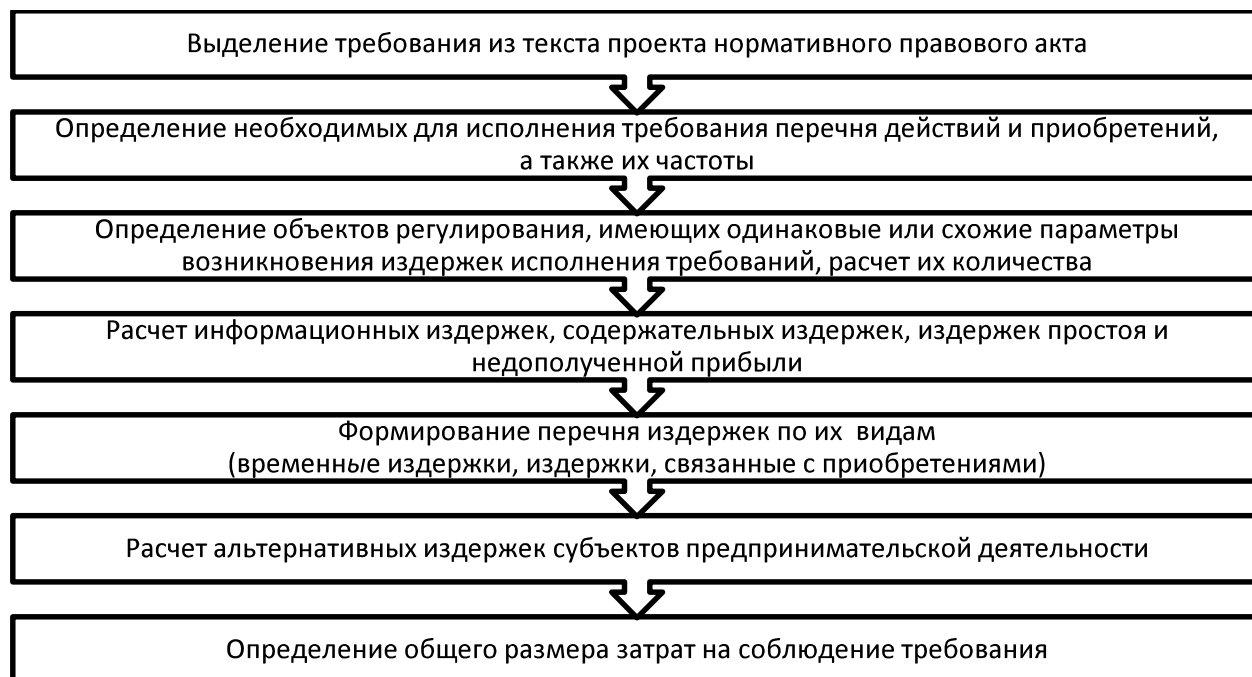 Выделение требования из текста проекта нормативного правового акта
Определение необходимых для исполнения требования перечня действий и приобретений,
а также их частоты
Определение объектов регулирования, имеющих одинаковые или схожие параметры
возникновения издержек исполнения требований, расчет их количества
Расчет информационных издержек, содержательных издержек, издержек простоя и
недополученной прибыли
Формирование перечня издержек по их  видам
(временные издержки, издержки, связанные с приобретениями)
Расчет альтернативных издержек субъектов предпринимательской деятельности
Определение общего размера затрат на соблюдение требования